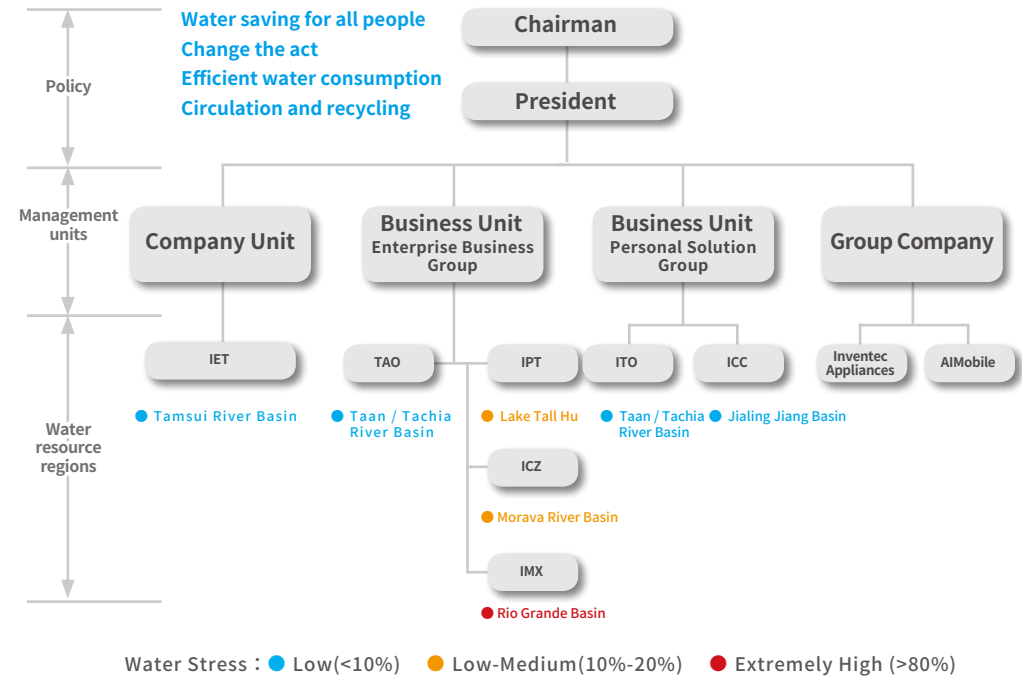 Water saving for all people
Change the act
Efficient water consumption
Circulation and recycling
Chairman
President
Policy
Management
units
Company Unit
Business Unit
Enterprise Business
Group
Business Unit
Personal Solution
Group
Group Company
Water
resource
regions
IET
TAO
IPT
ITO
ICC
Inventec
Appliances
AIMobile
Tamsui River Basin
Taan / Tachia
River Basin
Lake Tall Hu
Taan / Tachia
River Basin
Jialing Jiang Basin
ICZ
Morava River Basin
IMX
Rio Grande Basin
Water Stress : Low(<10%) Low-Medium(10%-20%) Extremely High (>80%)